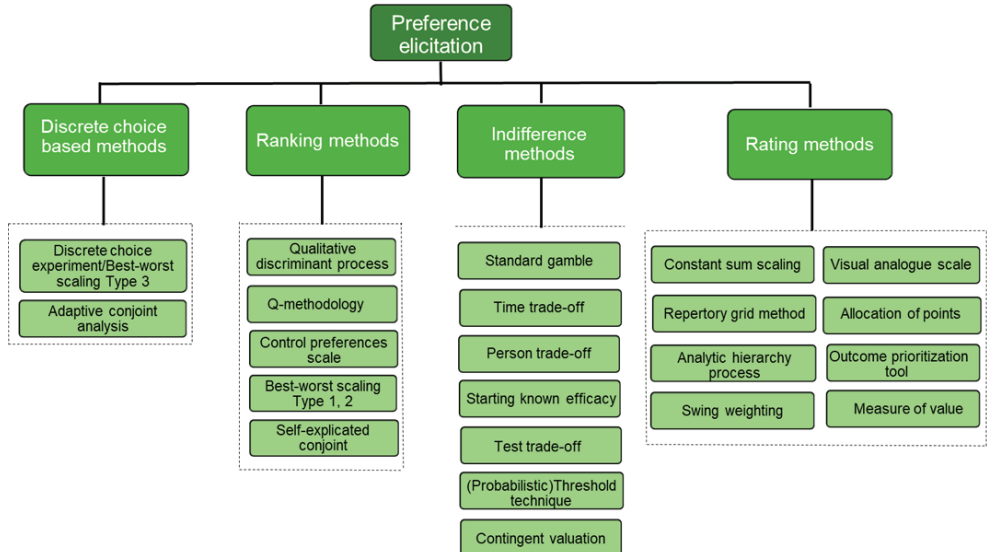 Preference
elicitation
Discrete choice
based methods
Ranking methods
Indifference
methods
Rating methods
Discrete choice
experiment/Best-worst
scaling Type 3
Adaptive conjoint
analysis
Qualitative
discriminant process
Q-methodology
Control preferences
scale
Best-worst scaling
Type 1, 2
Self-explicated
conjoint
Standard gamble
Time trade-off
Person trade-off
Starting known efficacy
Test trade-off
(Probabilistic)Threshold
technique
Contingent valuation
Constant sum scaling
Visual analogue scale
Repertory grid method
Allocation of points
Analytic hierarchy
process
Outcome prioritization
tool
Swing weighting
Measure of value